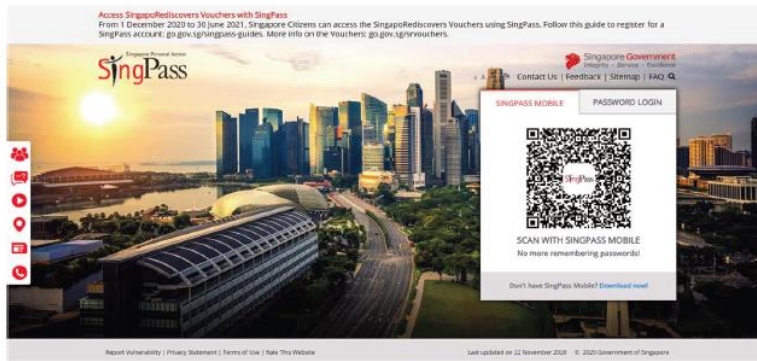 Access SingapoRediscovers Vouchers with SingPass
From 1 December 2020 to 30 June 2021, Singapore Citizens can access the SingapoRediscovers Vouchers using SingPass. Follow this guide to register for a
SingPass account: go.gov.sg/singpass-guides. More info on the Vouchers: go.gov.sg/srvouchers.
Singapore Personal Access
SingPass
Singapore Government
Integrity · Service · Excellence
Contact Us | Feedback | Sitemap | FAQ
SINGPASS MOBILE
PASSWORD LOGIN
SingPass
SCAN WITH SINGPASS MOBILE
No more remembering passwords!
Don't have SingPass Mobile? Download now!
Report Vulnerability | Privacy Statement | Terms of Use | Rate This Website
Last updated on 22 November 2020 © 2020 Government of Singapore